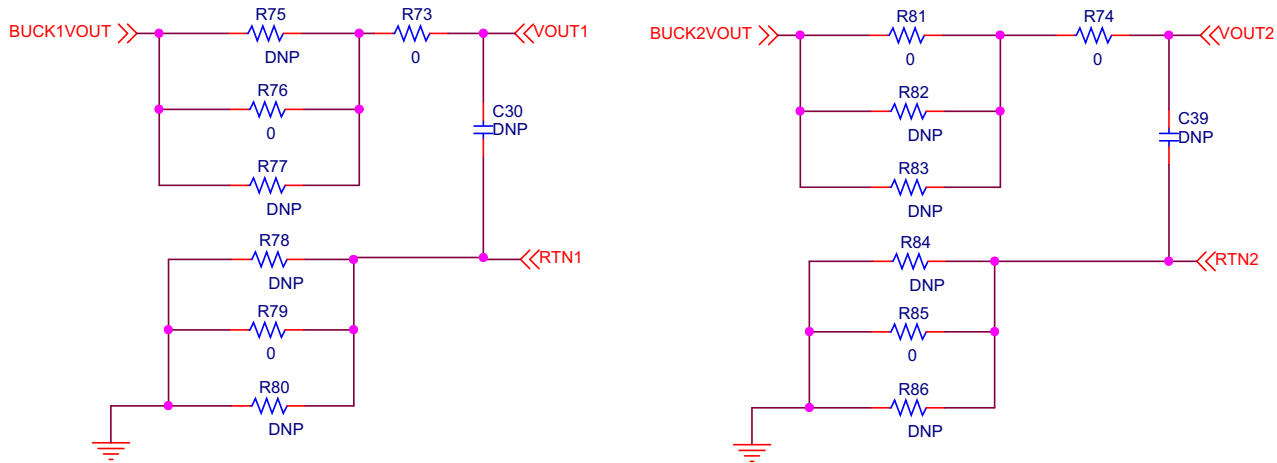 R75
R73
BUCK1VOUT
VOUT1
DNP
0
R76
0
C30
DNP
R77
DNP
R78
RTN1
DNP
R79
0
R80
DNP
R81
R74
BUCK2VOUT
VOUT2
0
0
R82
DNP
C39
DNP
R83
DNP
R84
RTN2
DNP
R85
0
R86
DNP